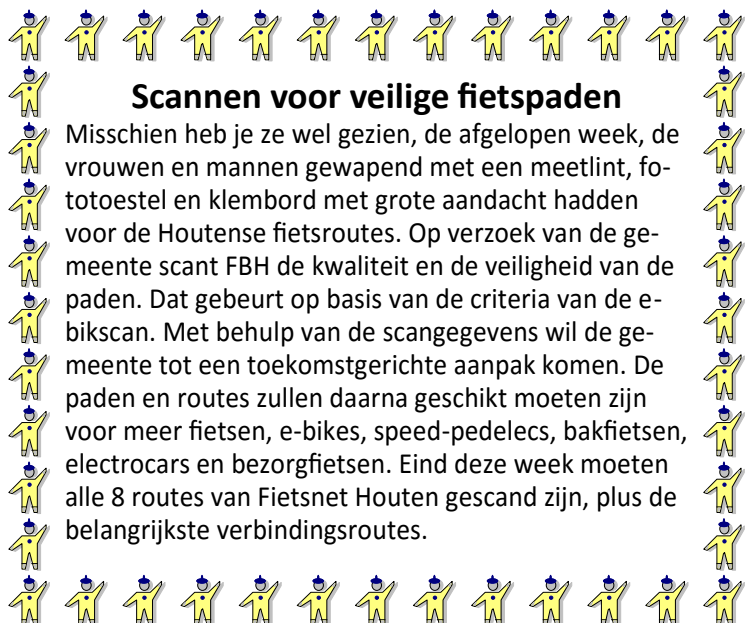 Scannen voor veilige fietspaden
Misschien heb je ze wel gezien, de afgelopen week, de
vrouwen en mannen gewapend met een meetlint, fo-
totoestel en klembord met grote aandacht hadden
voor de Houtense fietsroutes. Op verzoek van de ge-
meente scant FBH de kwaliteit en de veiligheid van de
paden. Dat gebeurt op basis van de criteria van de e-
bikscan. Met behulp van de scangegevens wil de ge-
meente tot een toekomstgerichte aanpak komen. De
paden en routes zullen daarna geschikt moeten zijn
voor meer fietsen, e-bikes, speed-pedelecs, bakfietsen,
electrocars en bezorgfietsen. Eind deze week moeten
alle 8 routes van Fietsnet Houten gescand zijn, plus de
belangrijkste verbindingsroutes.